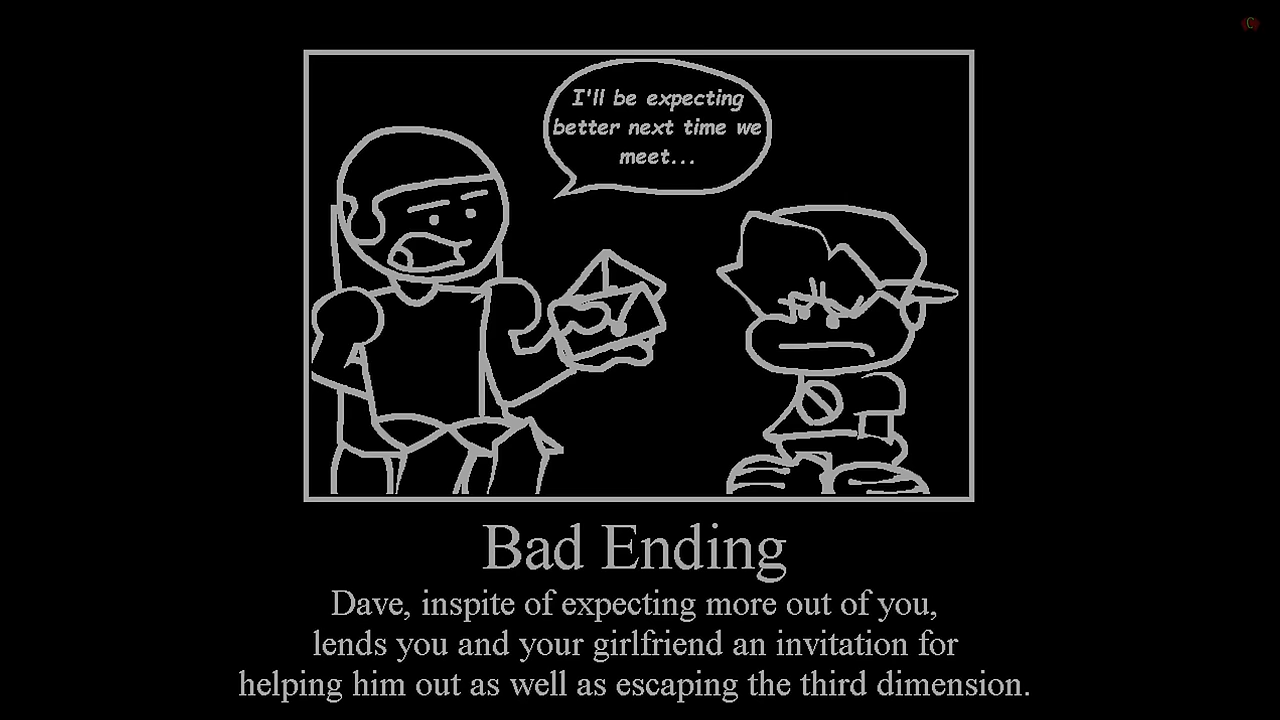 I'll be expecting
better next time we
meet...
Bad Ending
Dave, inspite of expecting more out of you,
lends you and your girlfriend an invitation for
helping him out as well as escaping the third dimension.